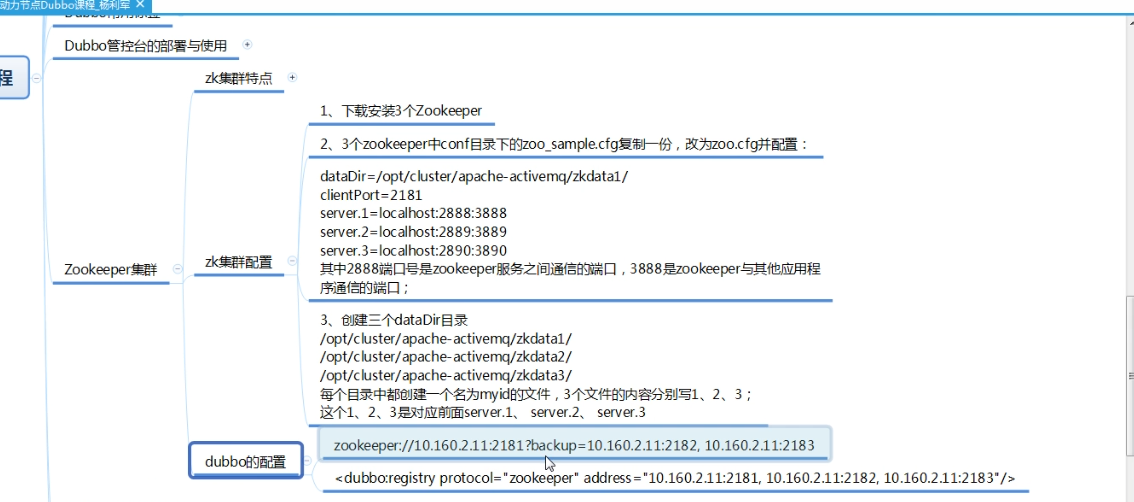 动力节点Dubbo课程_杨利军
Dubbo管控台的部署与使用
程
zk集群特点
1、下载安装3个Zookeeper
2、3个zookeeper中conf目录下的zoo_sample.cfg复制一份，改为zoo.cfg并配置：
dataDir=/opt/cluster/apache-activemq/zkdata1/
clientPort=2181
server.1=localhost:2888:3888
server.2=localhost:2889:3889
server.3=localhost:2890:3890
其中2888端口号是zookeeper服务之间通信的端口，3888是zookeeper与其他应用程
序通信的端口；
Zookeeper集群
zk集群配置
3、创建三个dataDir目录
/opt/cluster/apache-activemq/zkdata1/
/opt/cluster/apache-activemq/zkdata2/
/opt/cluster/apache-activemq/zkdata3/
每个目录中都创建一个名为myid的文件，3个文件的内容分别写1、2、3；
这个1、2、3是对应前面server.1、 server.2、 server.3
zookeeper://10.160.2.11:2181?backup=10.160.2.11:2182, 10.160.2.11:2183
dubbo的配置
<dubbo:registry protocol="zookeeper" address="10.160.2.11:2181, 10.160.2.11:2182, 10.160.2.11:2183"/>